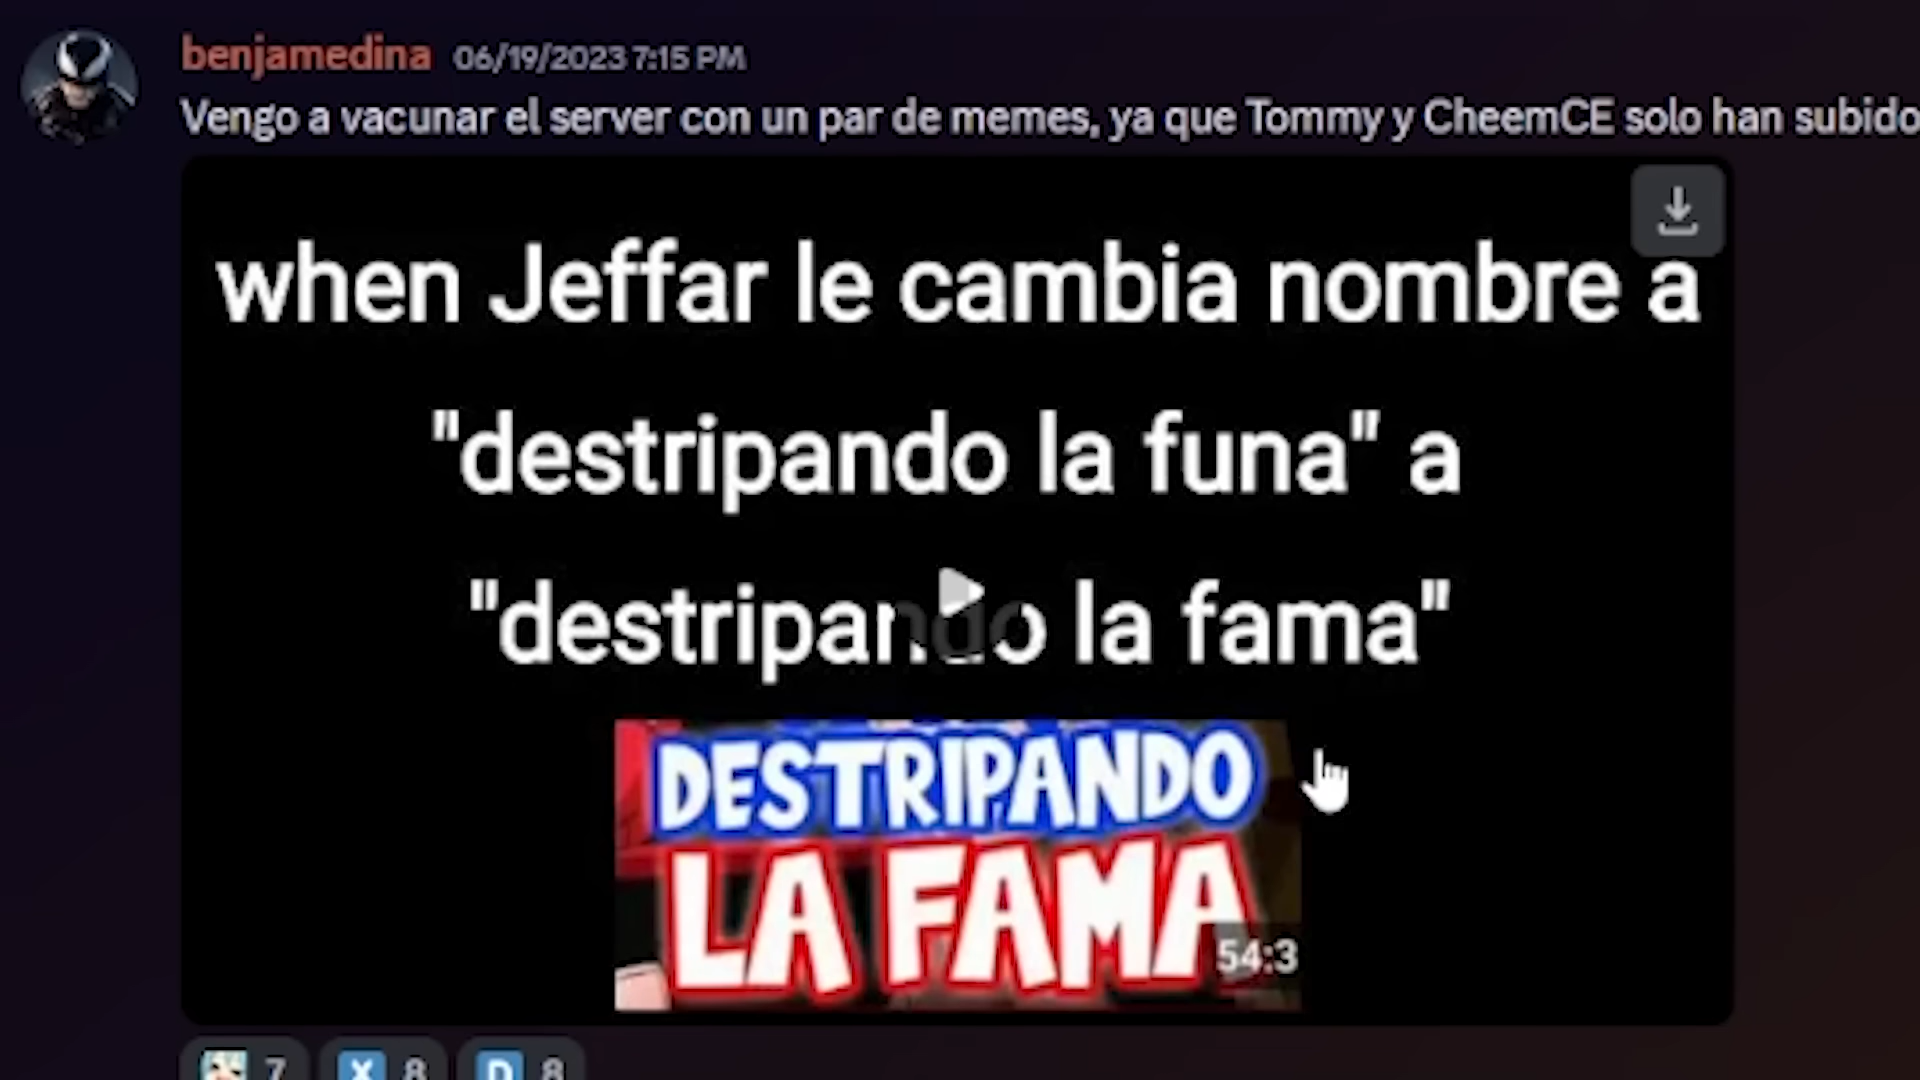 benjamedina 06/19/2023 7:15 PM
Vengo a vacunar el server con un par de memes, ya que Tommy y CheemCE solo han subido
when Jeffar le cambia nombre a
"destripando la funa" a
"destripando la fama"
DESTRIPANDO
LA FAMA
54:3
7 X 8 D 8